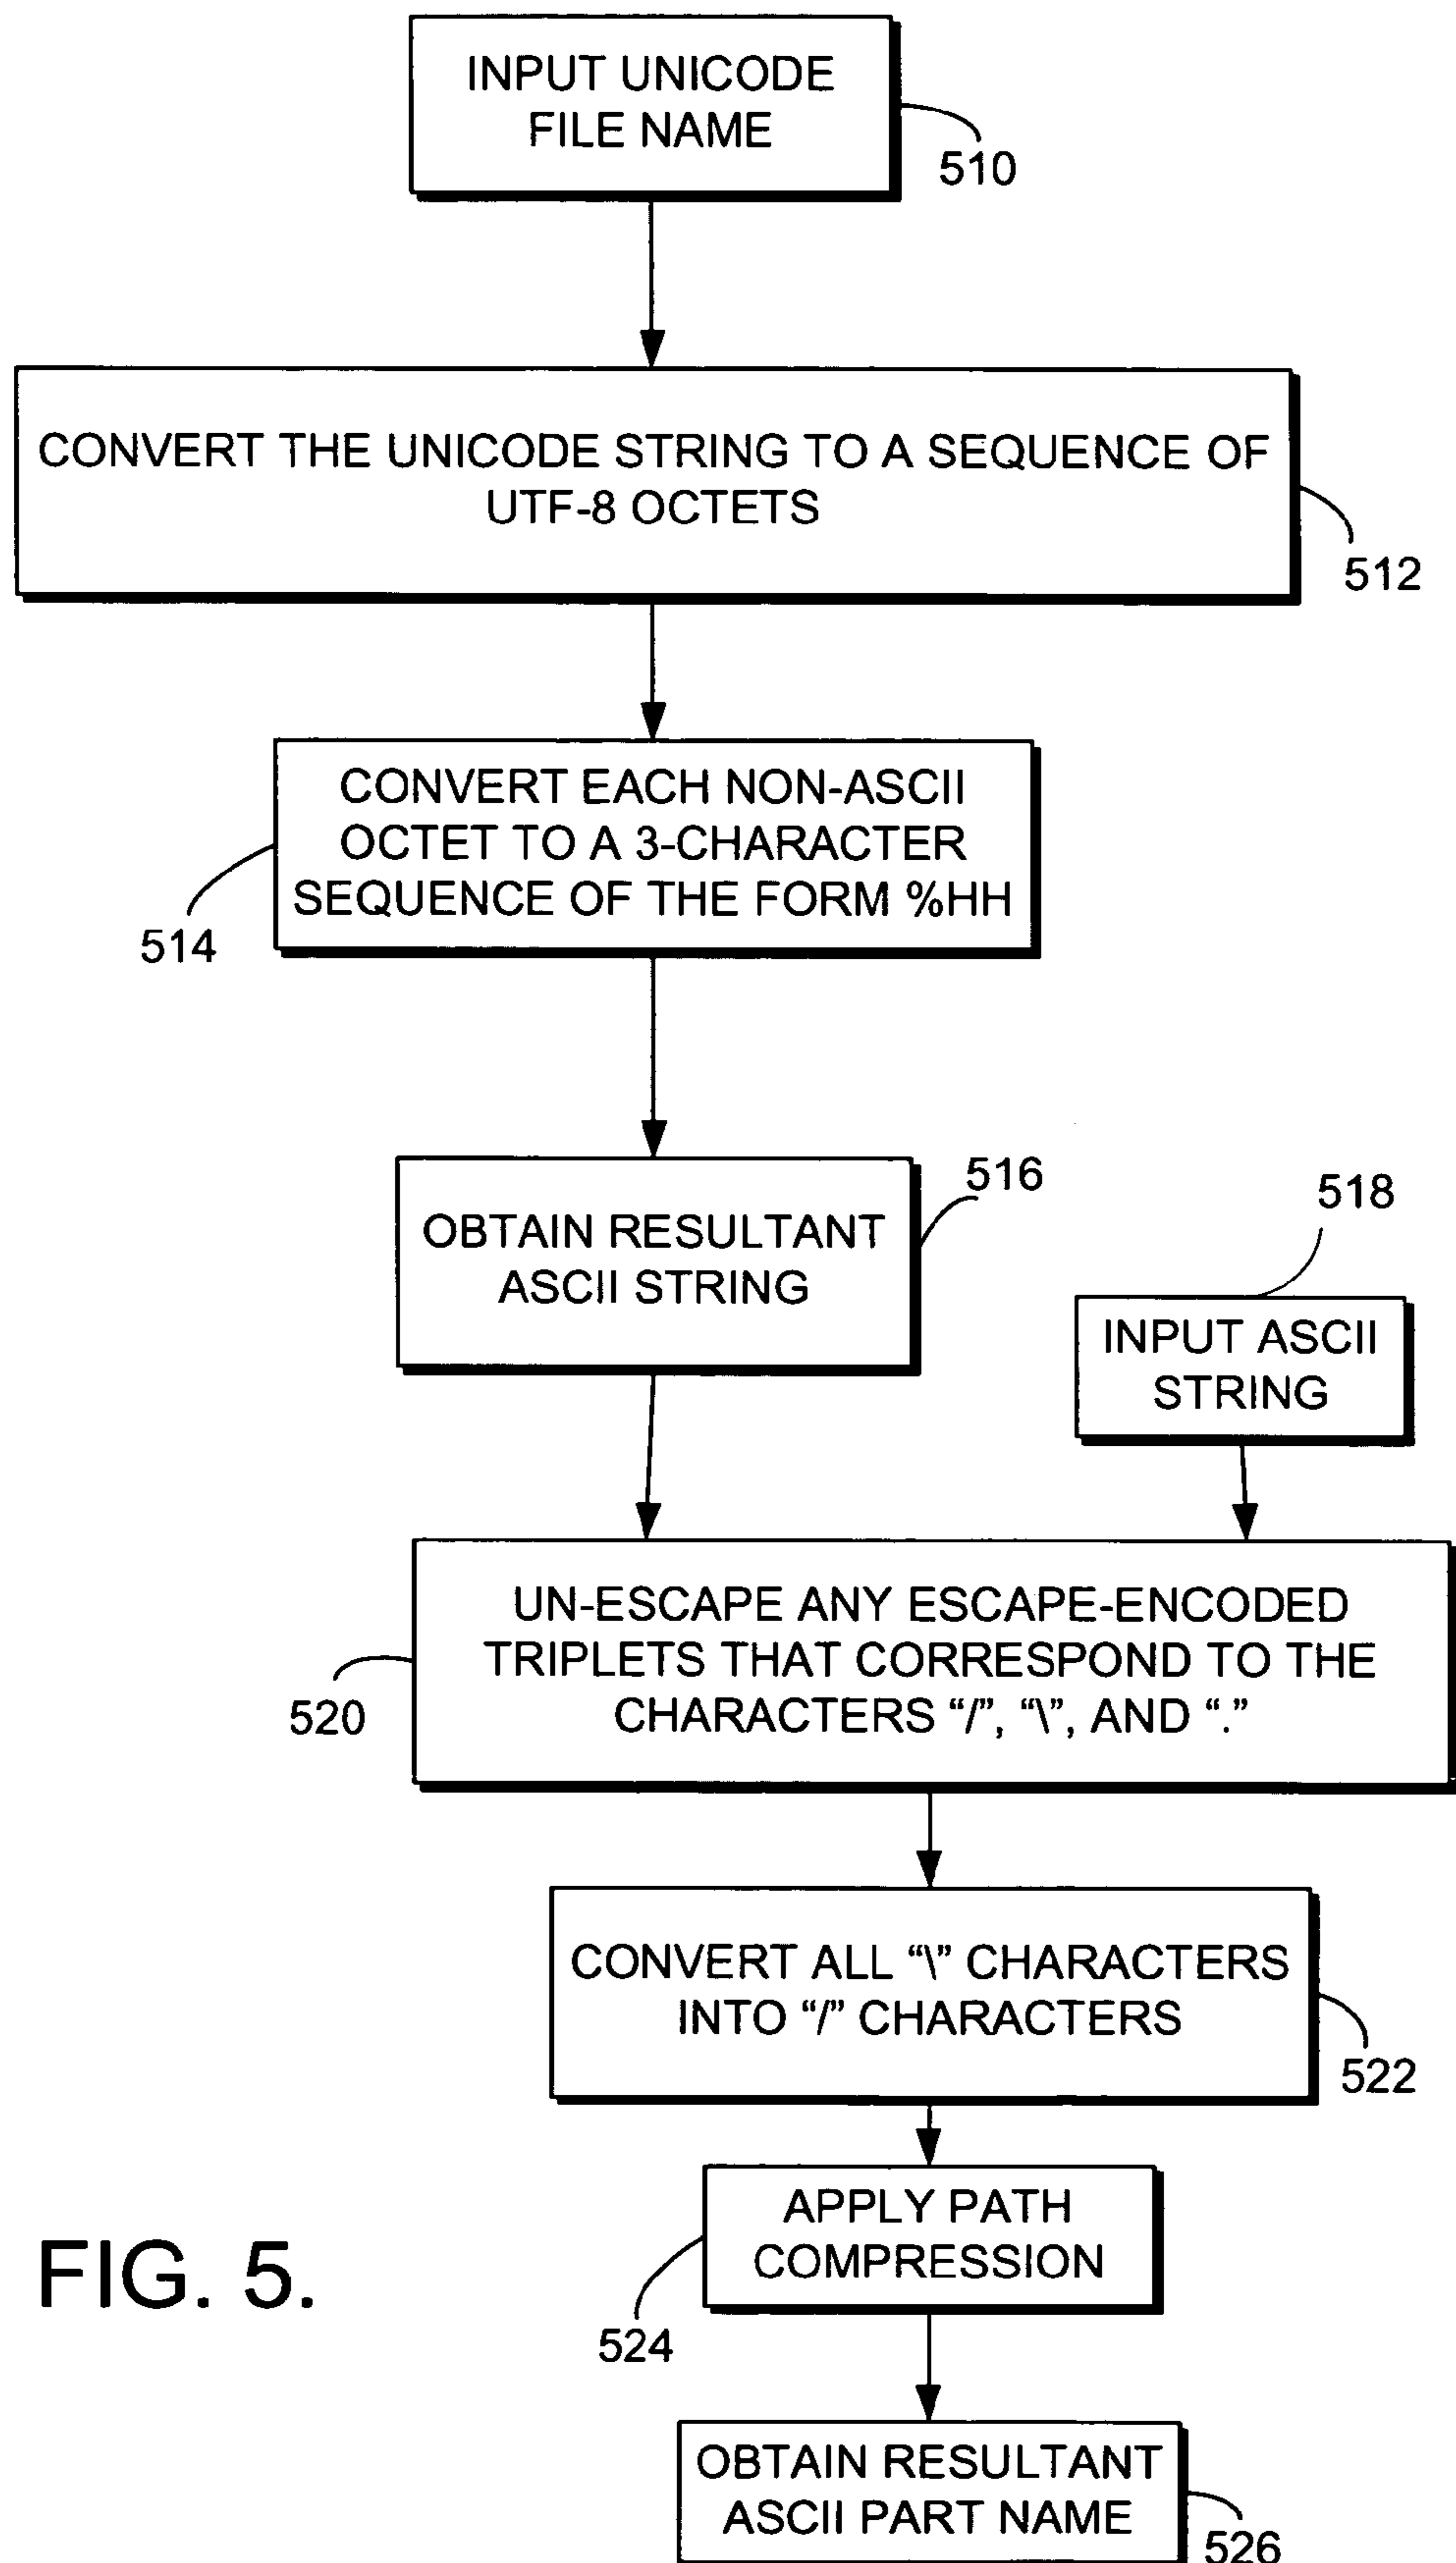 INPUT UNICODE
FILE NAME
510
CONVERT THE UNICODE STRING TO A SEQUENCE OF
UTF-8 OCTETS
512
CONVERT EACH NON-ASCII
OCTET TO A 3-CHARACTER
SEQUENCE OF THE FORM %HH
514
OBTAIN RESULTANT
ASCII STRING
516
518
INPUT ASCII
STRING
UN-ESCAPE ANY ESCAPE-ENCODED
TRIPLETS THAT CORRESPOND TO THE
CHARACTERS “/”, “\”, AND “.”
520
CONVERT ALL “\” CHARACTERS
INTO “/” CHARACTERS
522
APPLY PATH
COMPRESSION
524
FIG. 5.
OBTAIN RESULTANT
ASCII PART NAME
526